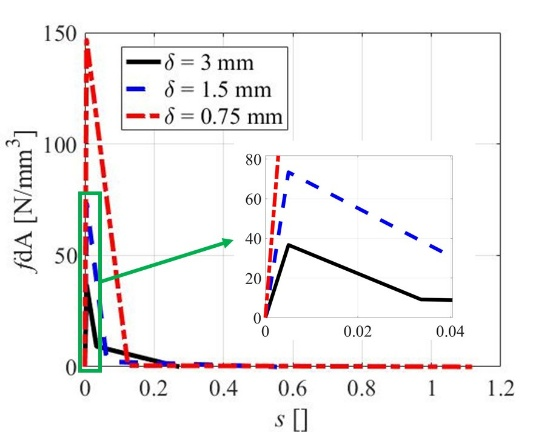 150
100
50
0
fdA [N/mm³]
δ = 3 mm
δ = 1.5 mm
δ = 0.75 mm
80
60
40
20
0
0 0.02 0.04
0 0.2 0.4 0.6 0.8 1 1.2
s []